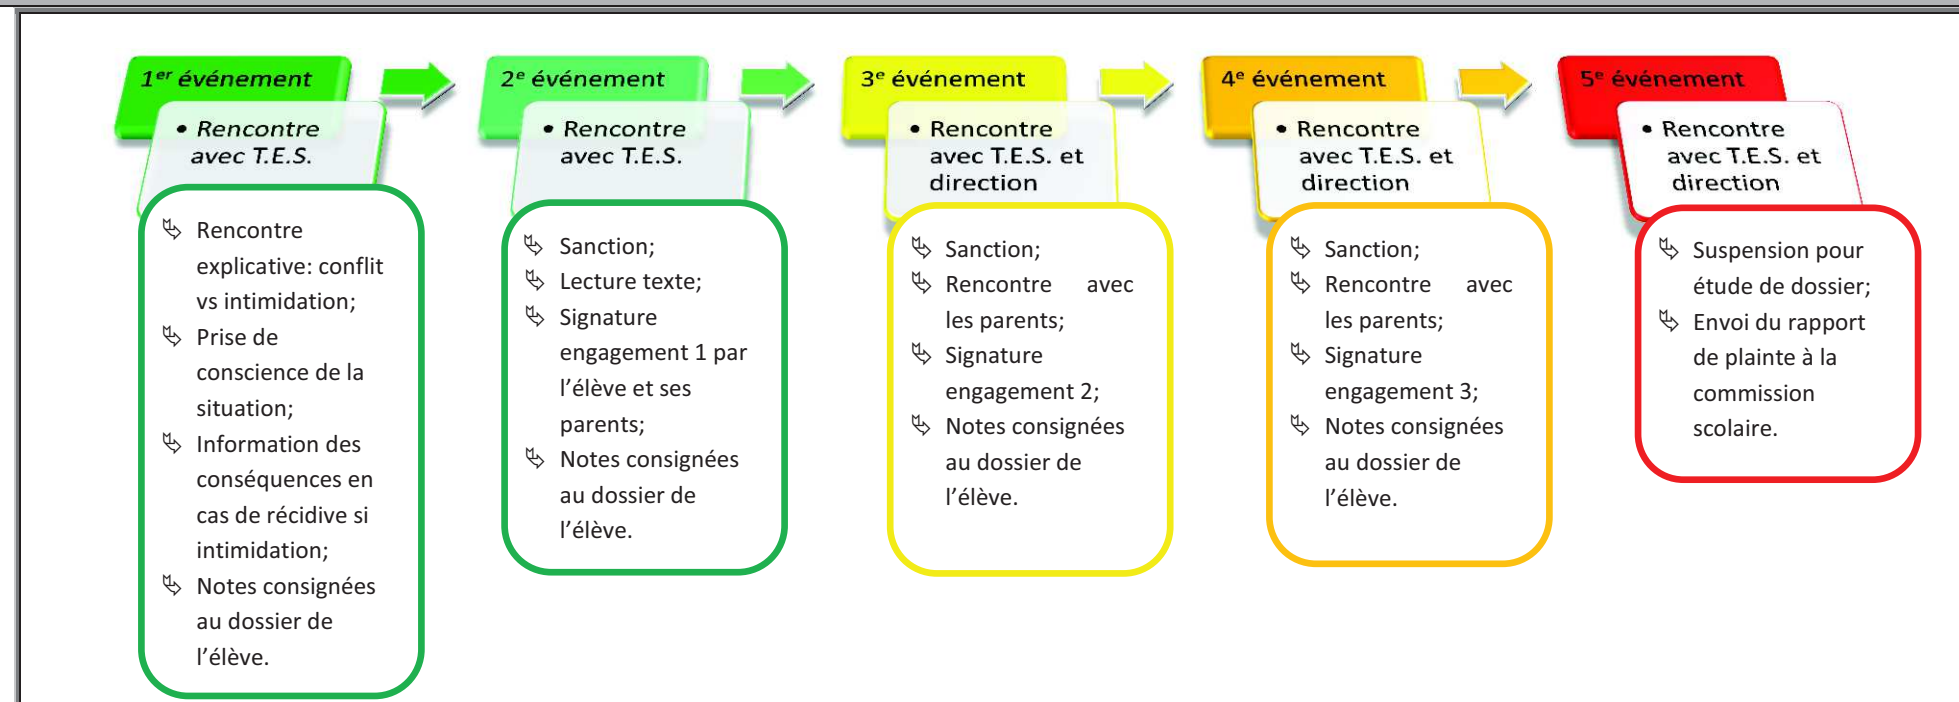 1er événement
• Rencontre
avec T.E.S.
Rencontre
explicative: conflit
vs intimidation;
Prise de
conscience de la
situation;
Information des
conséquences en
cas de récidive si
intimidation;
Notes consignées
au dossier de
l’élève.
2e événement
• Rencontre
avec T.E.S.
Sanction;
Lecture texte;
Signature
engagement 1 par
l’élève et ses
parents;
Notes consignées
au dossier de
l’élève.
3e événement
• Rencontre
avec T.E.S. et
direction
Sanction;
Rencontre avec
les parents;
Signature
engagement 2;
Notes consignées
au dossier de
l’élève.
4e événement
• Rencontre
avec T.E.S. et
direction
Sanction;
Rencontre avec
les parents;
Signature
engagement 3;
Notes consignées
au dossier de
l’élève.
5e événement
• Rencontre
avec T.E.S. et
direction
Suspension pour
étude de dossier;
Envoi du rapport
de plainte à la
commission
scolaire.